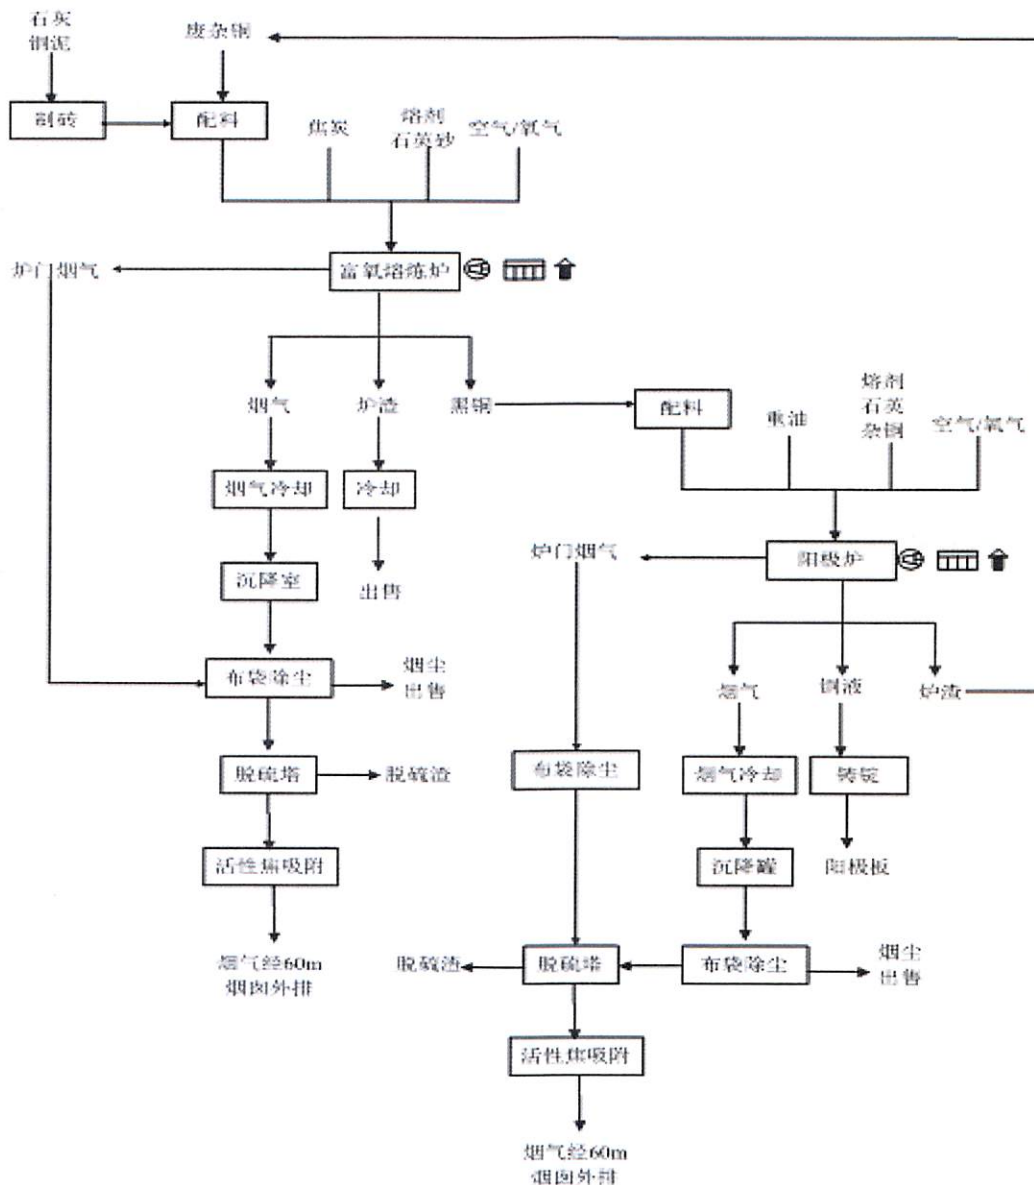 石灰
铜泥
废杂铜
制砖
配料
焦炭
熔剂
石英砂
空气/氧气
炉门烟气
富氧熔炼炉
烟气
炉渣
黑铜
配料
重油
熔剂
石英
杂铜
空气/氧气
烟气冷却
冷却
炉门烟气
阳极炉
沉降室
出售
布袋除尘
烟尘
出售
烟气
铜液
炉渣
脱硫塔
脱硫渣
布袋除尘
烟气冷却
铸锭
活性焦吸附
沉降罐
阳极板
烟气经60m
烟囱外排
脱硫渣
脱硫塔
布袋除尘
烟尘
出售
活性焦吸附
烟气经60m
烟囱外排